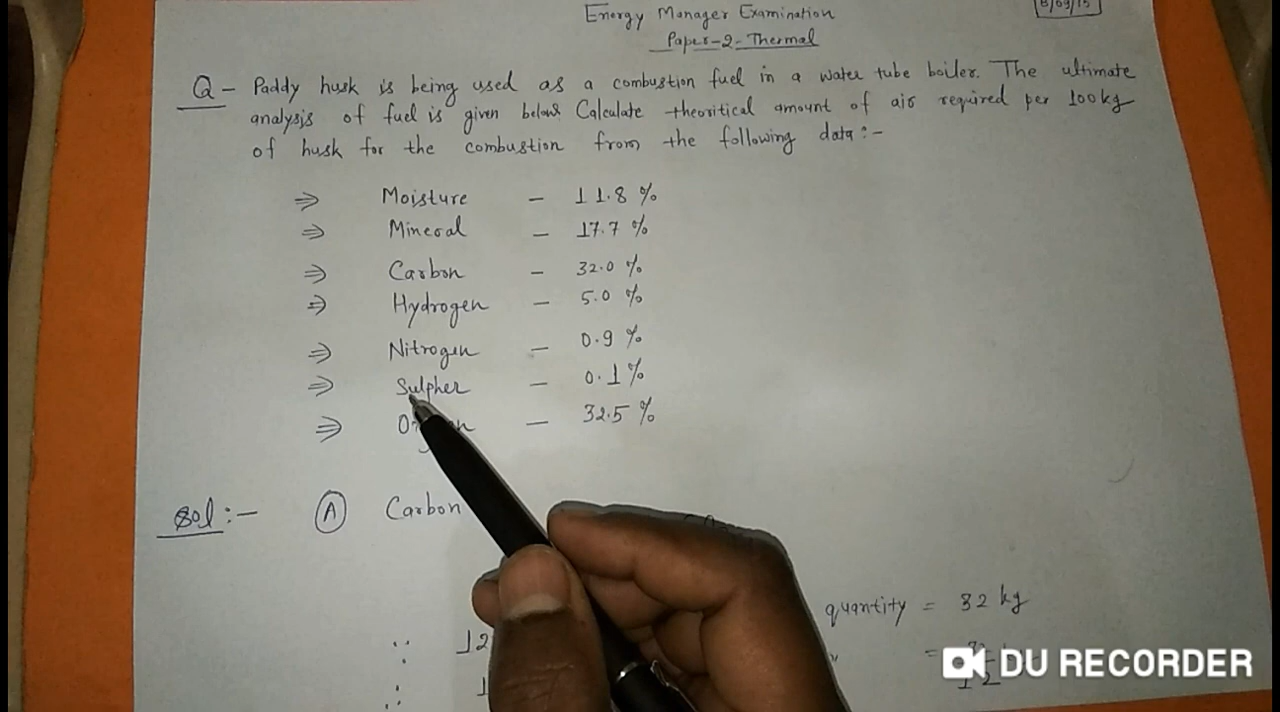 Energy Manager Examination
Paper-2-Thermal
Q- Paddy husk is being used as a combustion fuel in a water tube boiler. The ultimate
analysis of fuel is given below Calculate theoritical amount of air required per 100kg
of husk for the combustion from the following data:-
⇒ Moisture - 11.8 %
⇒ Mineral - 17.7 %
⇒ Carbon - 32.0 %
⇒ Hydrogen - 5.0 %
⇒ Nitrogen - 0.9 %
⇒ Sulpher - 0.1 %
⇒ - 32.5 %
Sol:- (A) Carbon
quantity = 32 kg
∵ 12
∴ 1
DU RECORDER